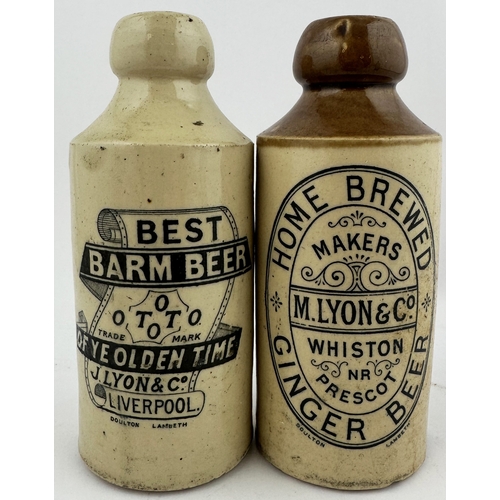 BEST
BARM BEER
O T O T O
TRADE MARK
OF YE OLDEN TIME
J. LYON & Co
LIVERPOOL.
DOULTON LAMBETH
HOME BREWED
MAKERS
M. LYON & Co
WHISTON
NR
PRESCOT
GINGER BEER
DOULTON LAMBETH